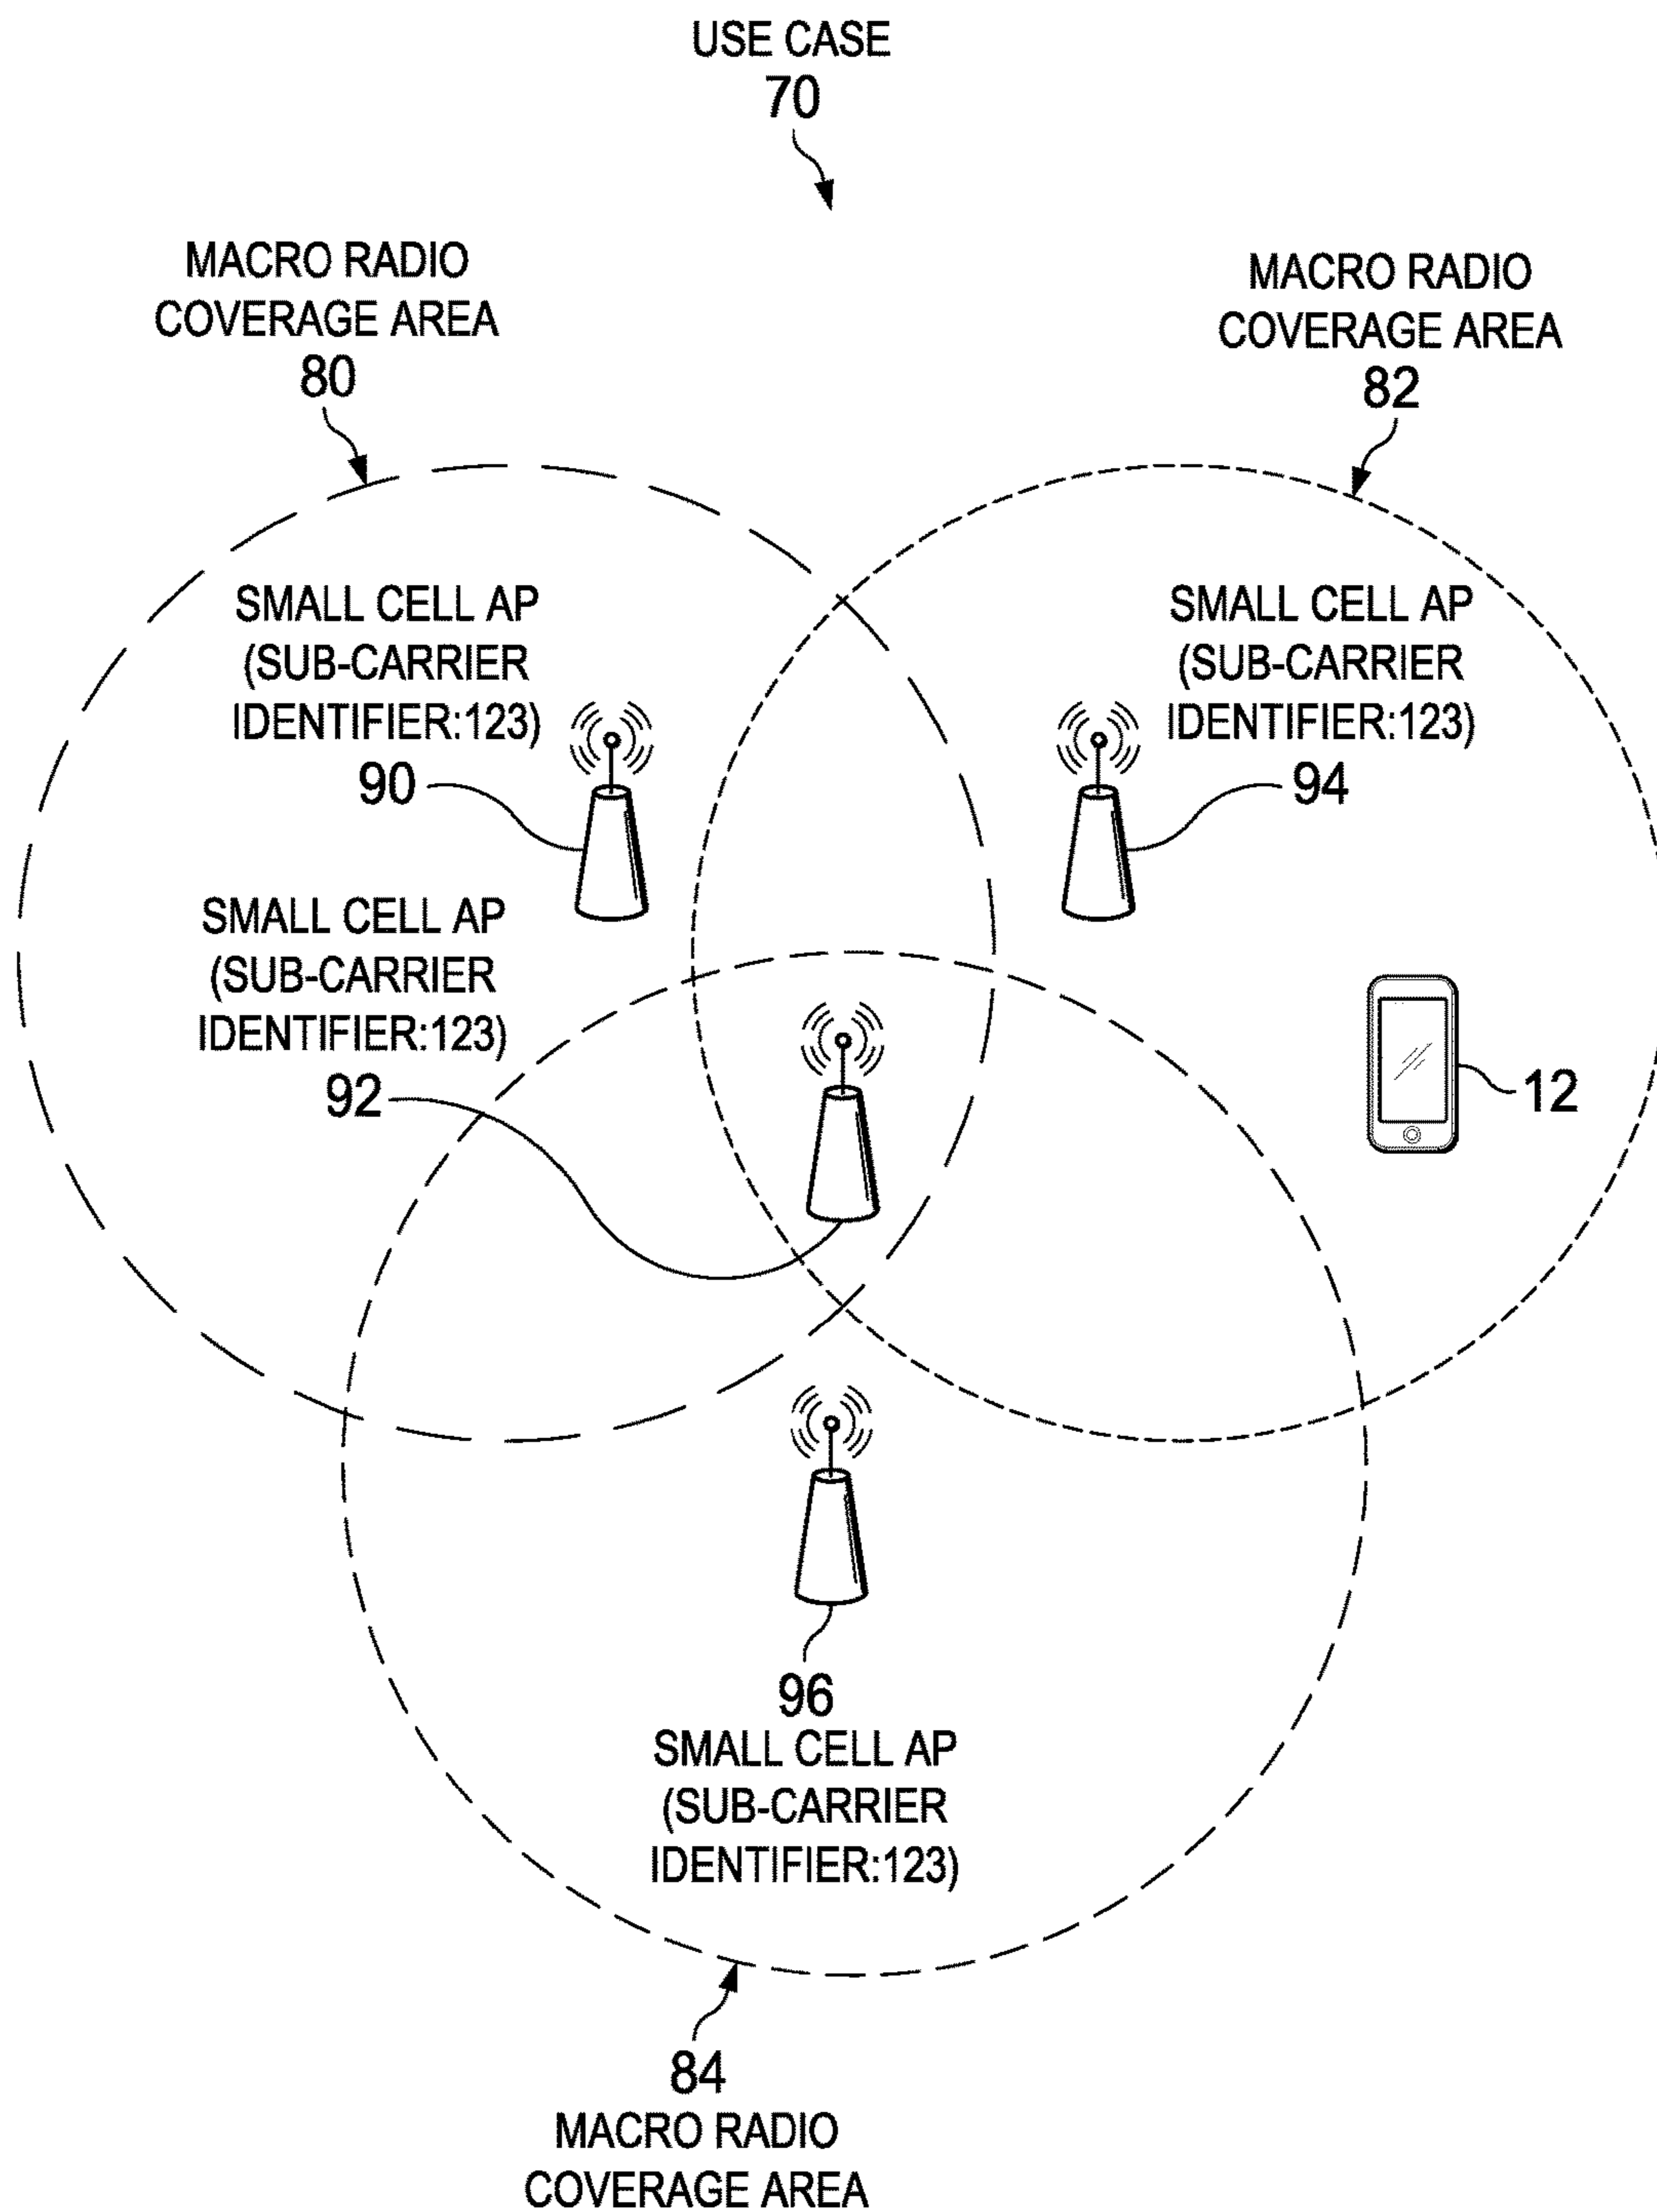 USE CASE
70
MACRO RADIO
COVERAGE AREA
80
MACRO RADIO
COVERAGE AREA
82
SMALL CELL AP
(SUB-CARRIER
IDENTIFIER:123)
90
SMALL CELL AP
(SUB-CARRIER
IDENTIFIER:123)
94
SMALL CELL AP
(SUB-CARRIER
IDENTIFIER:123)
92
12
96
SMALL CELL AP
(SUB-CARRIER
IDENTIFIER:123)
84
MACRO RADIO
COVERAGE AREA